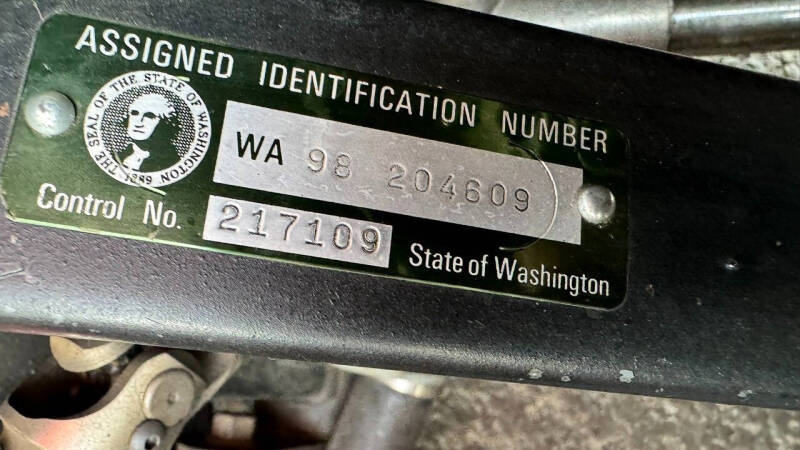 ASSIGNED IDENTIFICATION NUMBER
THE SEAL OF THE STATE OF WASHINGTON
1889
WA 98 204609
Control No. 217109
State of Washington